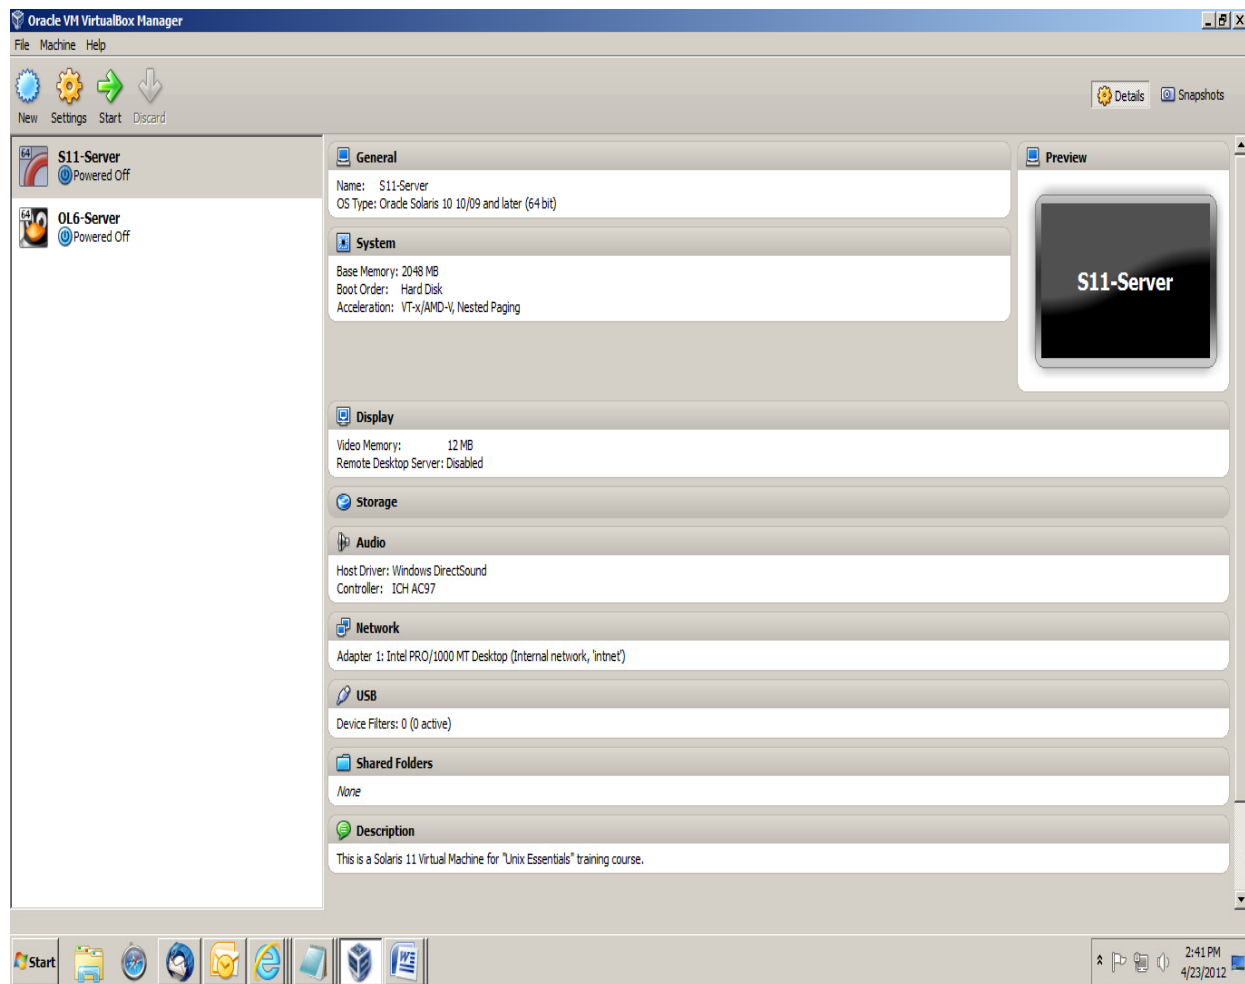 Oracle VM VirtualBox Manager
File Machine Help
New Settings Start Discard
Details Snapshots
64 S11-Server
Powered Off
64 OL6-Server
Powered Off
General
Name: S11-Server
OS Type: Oracle Solaris 10 10/09 and later (64 bit)
System
Base Memory: 2048 MB
Boot Order: Hard Disk
Acceleration: VT-x/AMD-V, Nested Paging
Preview
S11-Server
Display
Video Memory: 12 MB
Remote Desktop Server: Disabled
Storage
Audio
Host Driver: Windows DirectSound
Controller: ICH AC97
Network
Adapter 1: Intel PRO/1000 MT Desktop (Internal network, 'intnet')
USB
Device Filters: 0 (0 active)
Shared Folders
None
Description
This is a Solaris 11 Virtual Machine for "Unix Essentials" training course.
Start
2:41 PM
4/23/2012